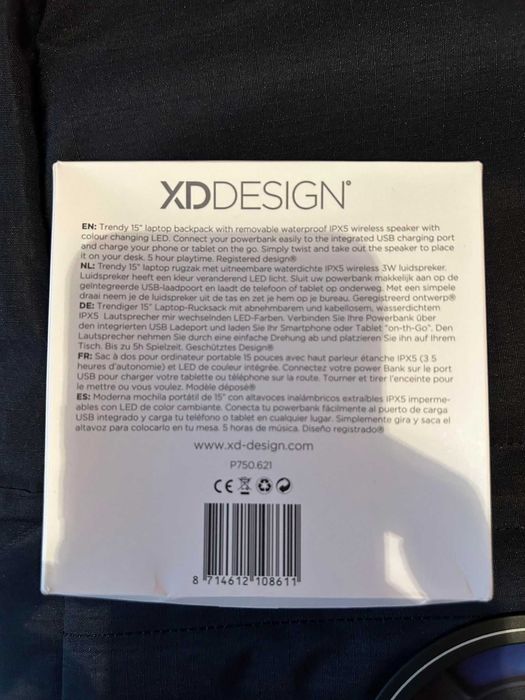 XDDESIGN®
EN: Trendy 15" laptop backpack with removable waterproof IPX5 wireless speaker with
colour changing LED. Connect your powerbank easily to the integrated USB charging port
and charge your phone or tablet on the go. Simply twist and take out the speaker to place
it on your desk. 5 hour playtime. Registered design®
NL: Trendy 15" laptop rugzak met uitneembare waterdichte IPX5 wireless 3W luidspreker.
Luidspreker heeft een kleur veranderend LED licht. Sluit uw powerbank makkelijk aan op de
geïntegreerde USB-laadpoort en laadt de telefoon of tablet op onderweg. Met een simpele
draai neem je de luidspreker uit de tas en zet je hem op je bureau. Geregistreerd ontwerp®
DE: Trendiger 15" Laptop-Rucksack mit abnehmbarem und kabellosem, wasserdichtem
IPX5 Lautsprecher mir wechselnden LED-Farben. Verbinden Sie Ihre Powerbank über
den integrierten USB Ladeport und laden Sie Ihr Smartphone oder Tablet "on-th-Go". Den
Lautsprecher nehmen Sie durch eine einfache Drehung ab und platzieren Sie ihn auf Ihrem
Tisch. Bis zu 5h Spielzeit. Geschütztes Design®
FR: Sac à dos pour ordinateur portable 15 pouces avec haut parleur étanche IPX5 (3 5
heures d'autonomie) et LED de couleur intégrée. Connectez votre power Bank sur le port
USB pour charger votre tablette ou téléphone sur la route. Tourner et tirer l'enceinte pour
le mettre ou vous voulez. Modèle déposé®
ES: Moderna mochila portátil de 15" con altavoces inalámbricos extraíbles IPX5 imperme-
ables con LED de color cambiante. Conecta tu powerbank fácilmente al puerto de carga
USB integrado y carga tu teléfono o tablet en cualquier lugar. Simplemente gira y saca el
altavoz para colocarlo en tu mesa. 5 horas de música. Diseño registrado®
www.xd-design.com
P750.621
CE
8 714612 108611